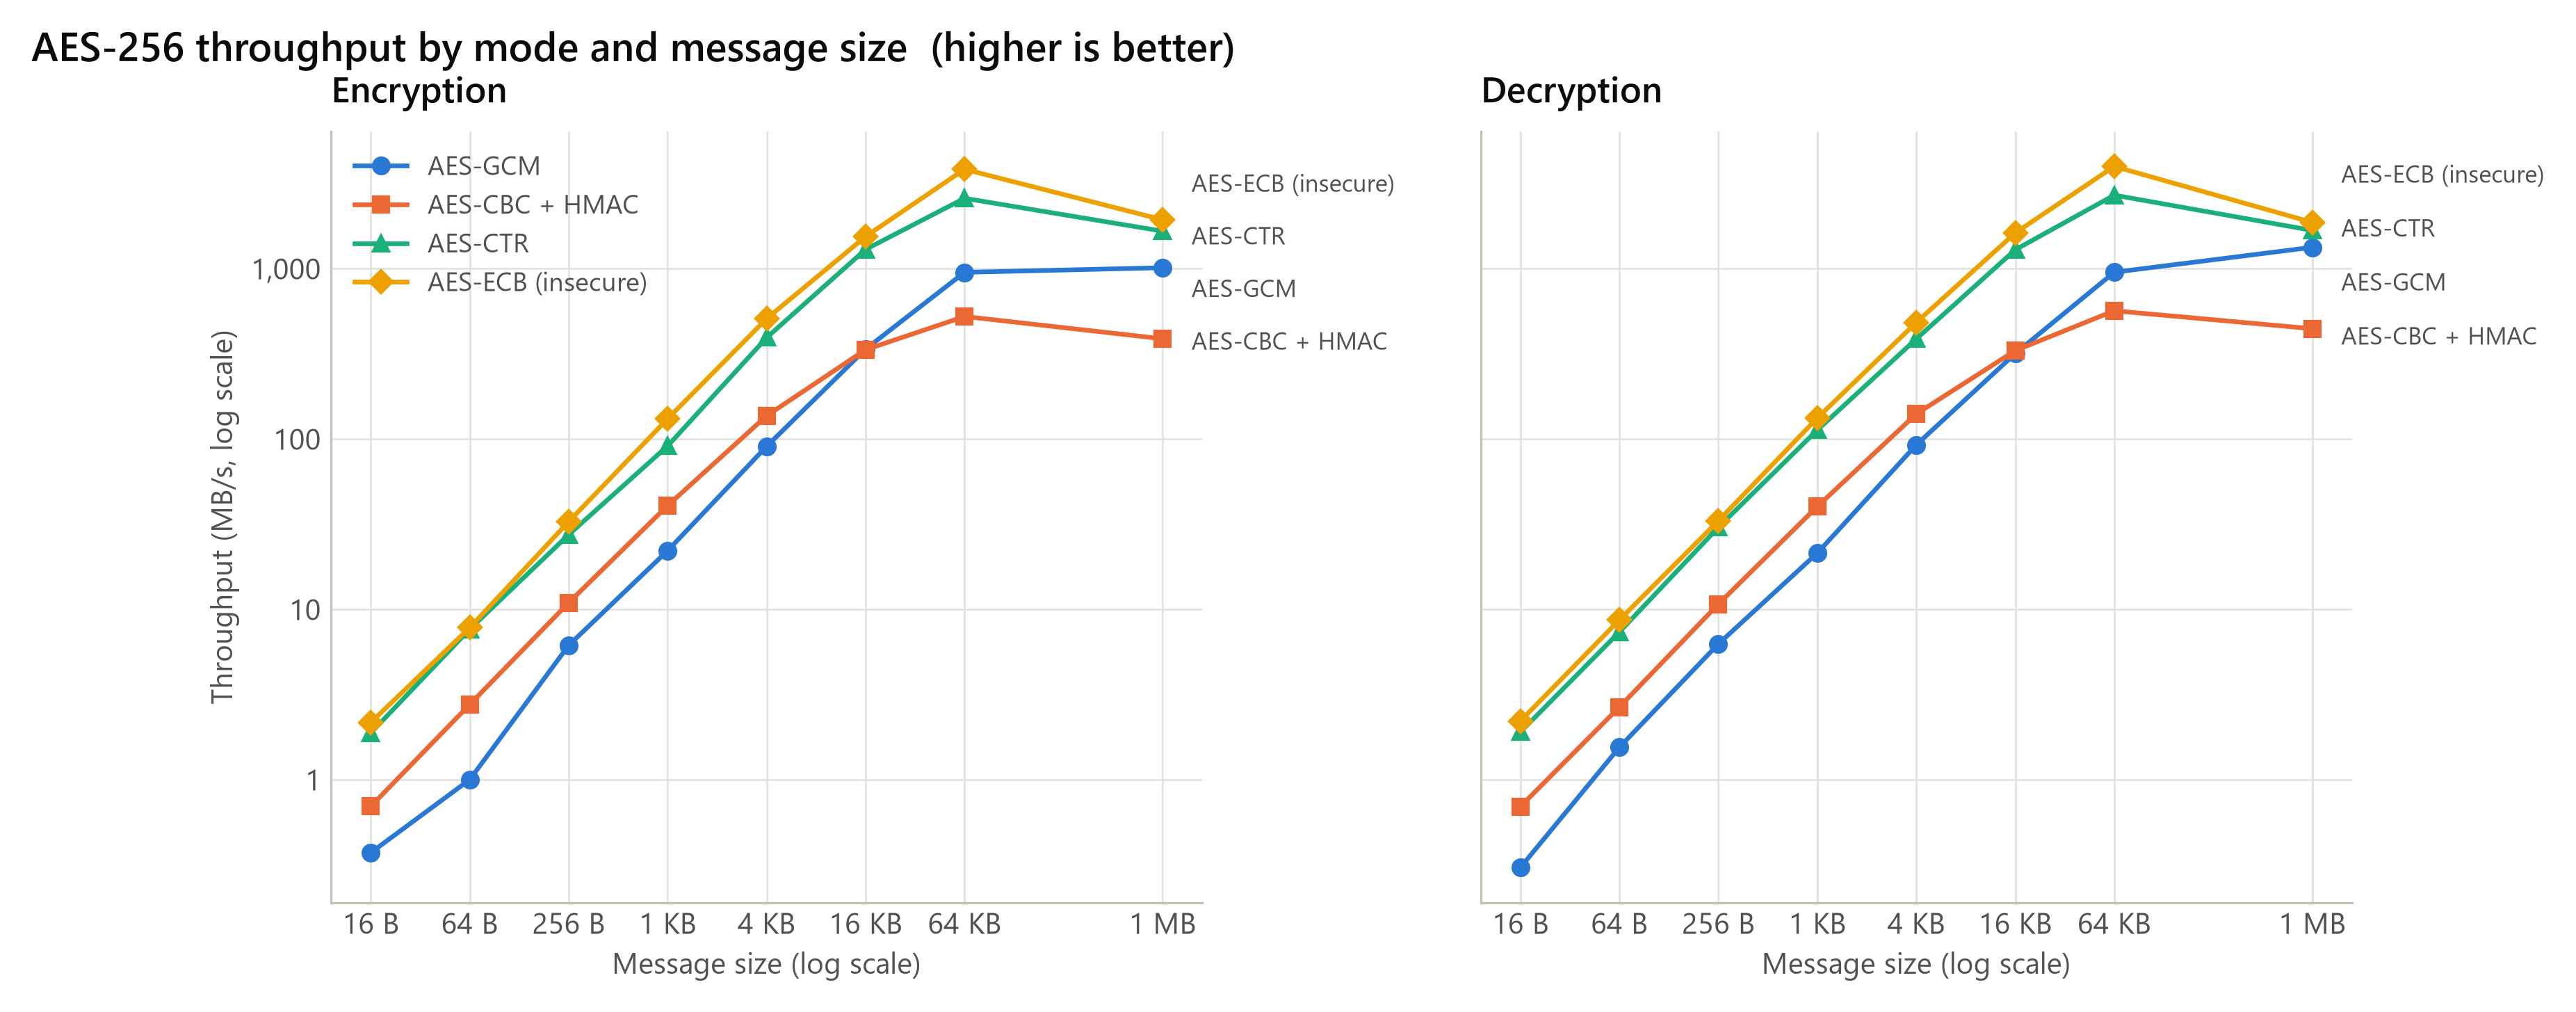 AES-256 throughput by mode and message size (higher is better)
Encryption
AES-GCM
AES-CBC + HMAC
AES-CTR
AES-ECB (insecure)
Throughput (MB/s, log scale)
1,000
100
10
1
16 B 64 B 256 B 1 KB 4 KB 16 KB 64 KB 1 MB
Message size (log scale)
AES-ECB (insecure)
AES-CTR
AES-GCM
AES-CBC + HMAC
Decryption
16 B 64 B 256 B 1 KB 4 KB 16 KB 64 KB 1 MB
Message size (log scale)
AES-ECB (insecure)
AES-CTR
AES-GCM
AES-CBC + HMAC